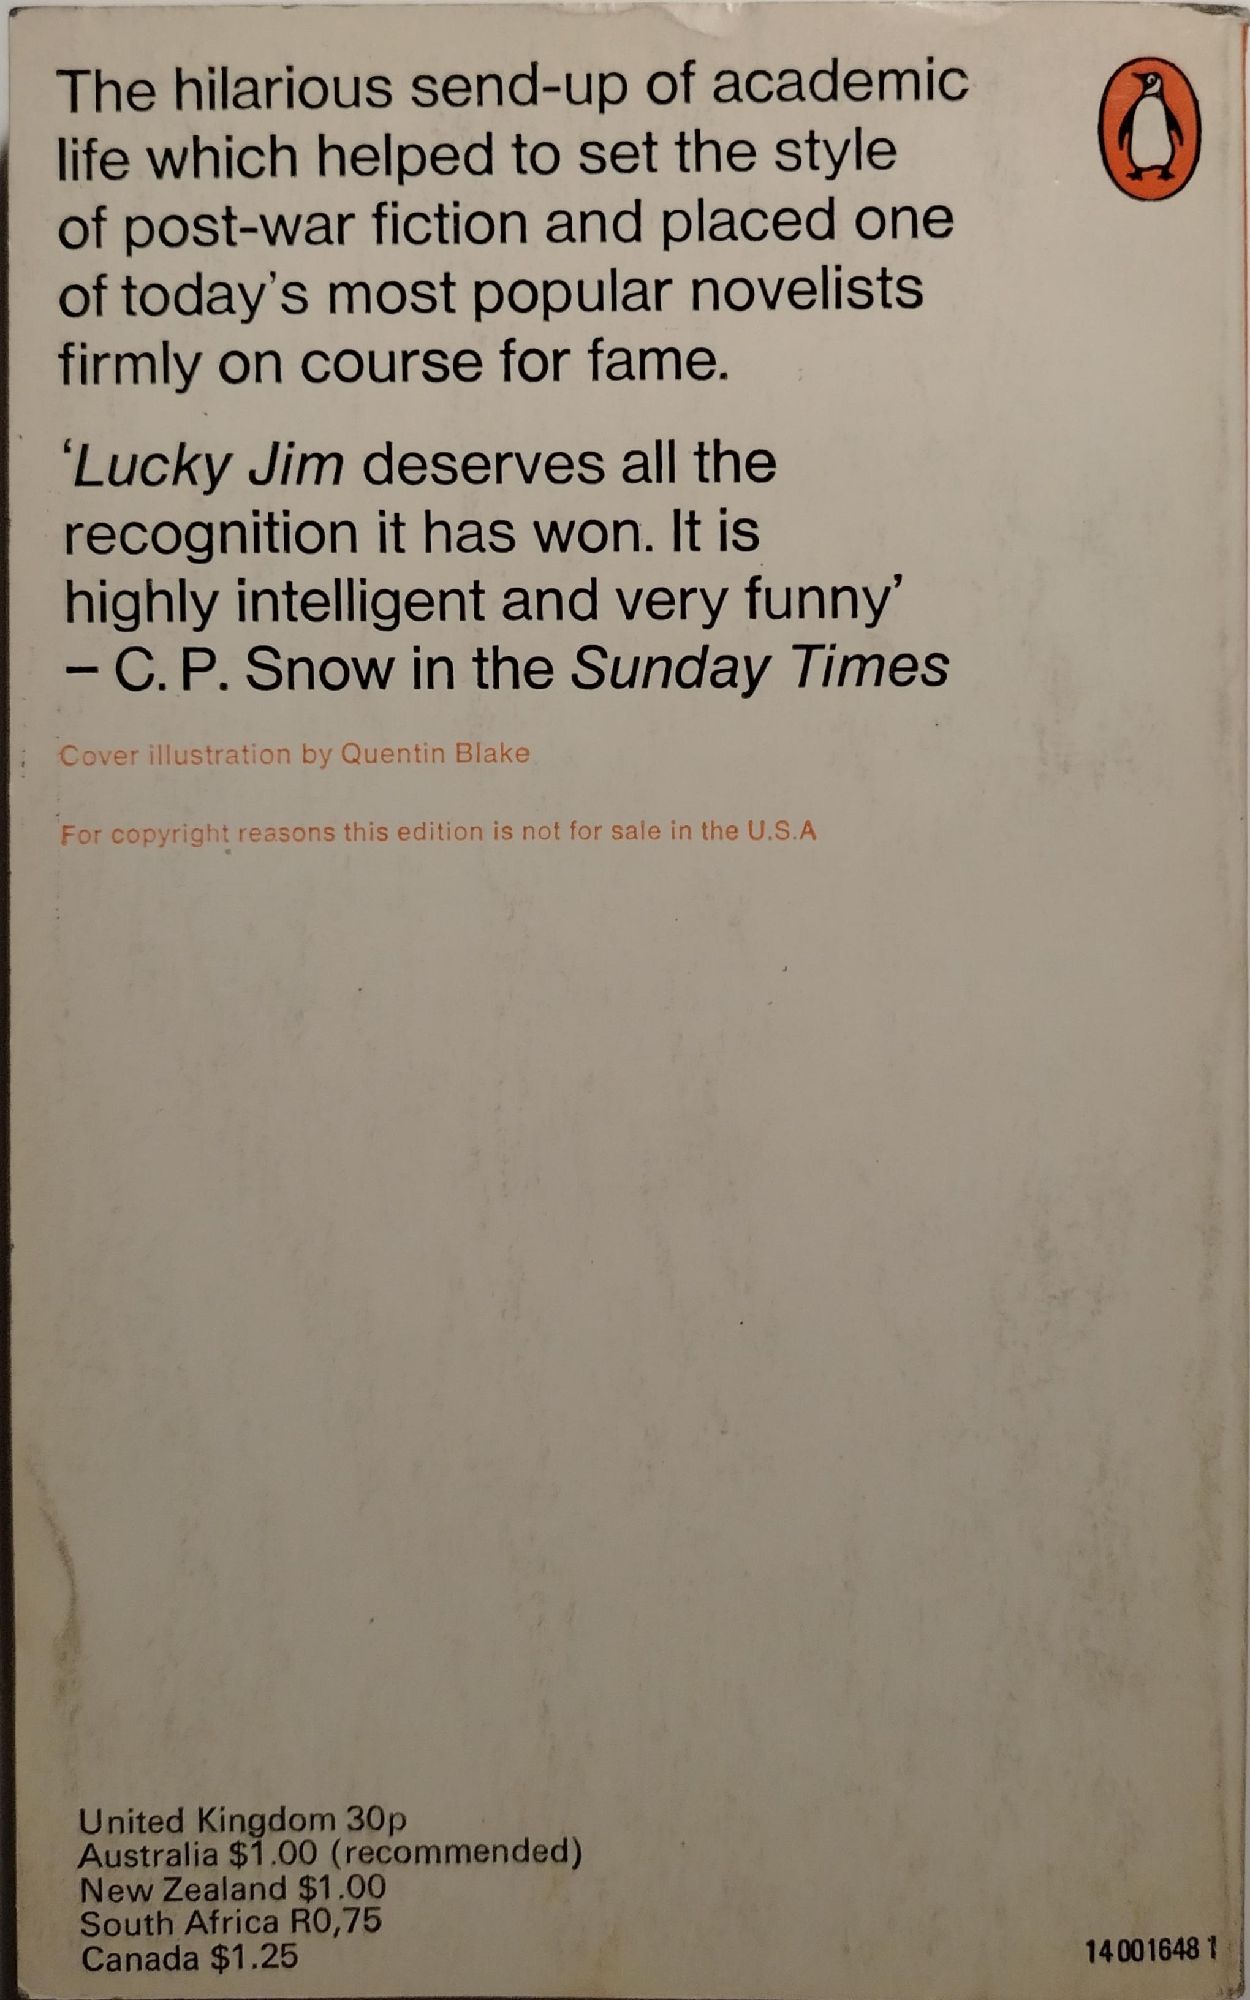 The hilarious send-up of academic
life which helped to set the style
of post-war fiction and placed one
of today's most popular novelists
firmly on course for fame.
‘Lucky Jim deserves all the
recognition it has won. It is
highly intelligent and very funny’
– C. P. Snow in the Sunday Times
Cover illustration by Quentin Blake
For copyright reasons this edition is not for sale in the U.S.A
United Kingdom 30p
Australia $1.00 (recommended)
New Zealand $1.00
South Africa R0,75
Canada $1.25
14 001648 1